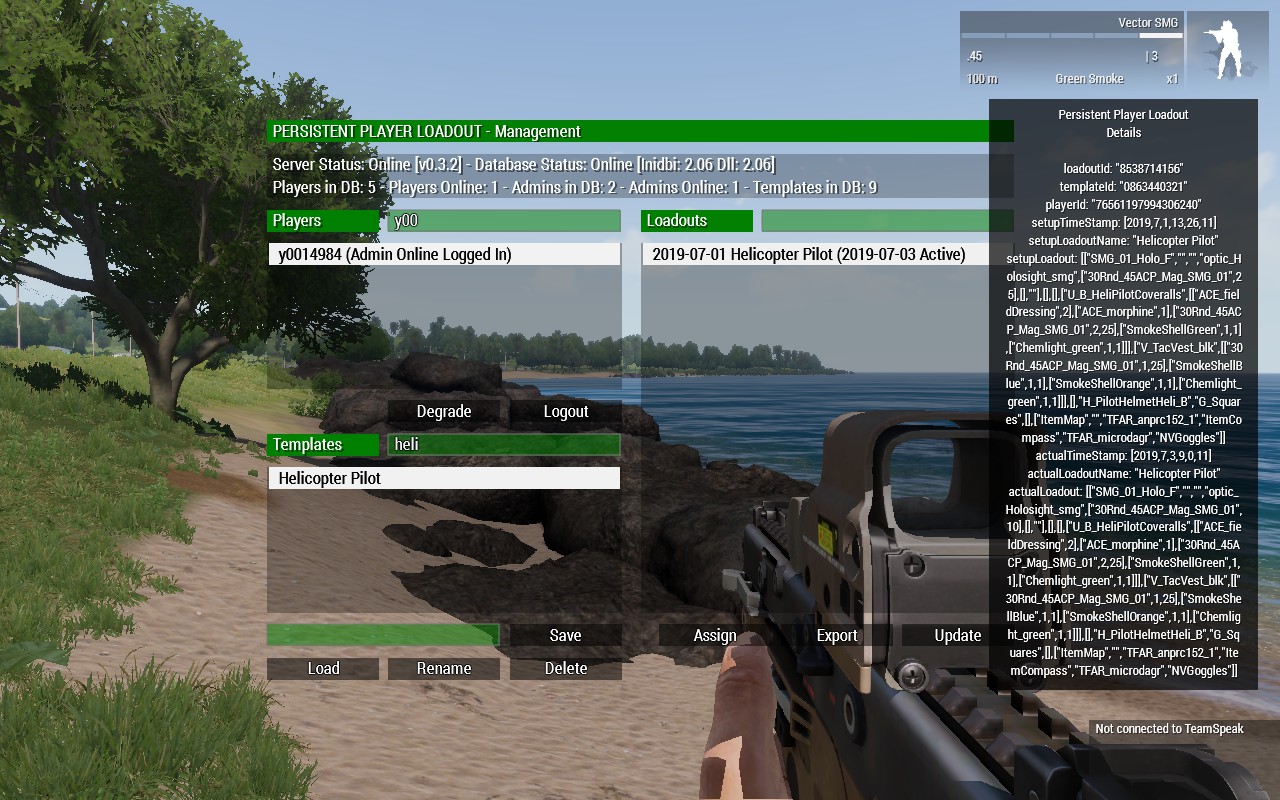 Vector SMG
.45 | 3
100 m Green Smoke x1
PERSISTENT PLAYER LOADOUT - Management
Server Status: Online [v0.3.2] - Database Status: Online [Inidbi: 2.06 Dll: 2.06]
Players in DB: 5 - Players Online: 1 - Admins in DB: 2 - Admins Online: 1 - Templates in DB: 9
Players y00
Loadouts
y0014984 (Admin Online Logged In)
2019-07-01 Helicopter Pilot (2019-07-03 Active)
Degrade Logout
Templates heli
Helicopter Pilot
Save
Assign Export Update
Load Rename Delete
Persistent Player Loadout
Details
loadoutId: "8538714156"
templateId: "0863440321"
playerId: "76561197994306240"
setupTimeStamp: [2019,7,1,13,26,11]
setupLoadoutName: "Helicopter Pilot"
setupLoadout: [["SMG_01_Holo_F","","","optic_H
olosight_smg",["30Rnd_45ACP_Mag_SMG_01",2
5],[],""],[],[],["U_B_HeliPilotCoveralls",[["ACE_fiel
dDressing",2],["ACE_morphine",1],["30Rnd_45AC
P_Mag_SMG_01",2,25],["SmokeShellGreen",1,1]
,["Chemlight_green",1,1]]],["V_TacVest_blk",[["30
Rnd_45ACP_Mag_SMG_01",1,25],["SmokeShellB
lue",1,1],["SmokeShellOrange",1,1],["Chemlight_
green",1,1]]],[],"H_PilotHelmetHeli_B","G_Squar
es",[],["ItemMap","","TFAR_anprc152_1","ItemCo
mpass","TFAR_microdagr","NVGoggles"]]
actualTimeStamp: [2019,7,3,9,0,11]
actualLoadoutName: "Helicopter Pilot"
actualLoadout: [["SMG_01_Holo_F","","","optic_
Holosight_smg",["30Rnd_45ACP_Mag_SMG_01",
10],[],""],[],[],["U_B_HeliPilotCoveralls",[["ACE_fie
ldDressing",2],["ACE_morphine",1],["30Rnd_45A
CP_Mag_SMG_01",2,25],["SmokeShellGreen",1,
1],["Chemlight_green",1,1]]],["V_TacVest_blk",[["
30Rnd_45ACP_Mag_SMG_01",1,25],["SmokeShe
llBlue",1,1],["SmokeShellOrange",1,1],["Chemlig
ht_green",1,1]]],[],"H_PilotHelmetHeli_B","G_Sq
uares",[],["ItemMap","","TFAR_anprc152_1","Ite
mCompass","TFAR_microdagr","NVGoggles"]]
Not connected to TeamSpeak